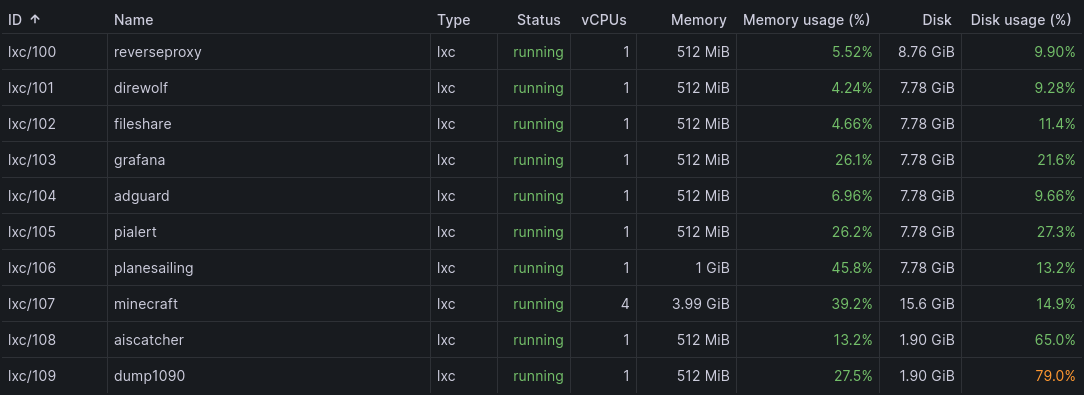 ID ↑ Name Type Status vCPUs Memory Memory usage (%) Disk Disk usage (%)
lxc/100 reverseproxy lxc running 1 512 MiB 5.52% 8.76 GiB 9.90%
lxc/101 direwolf lxc running 1 512 MiB 4.24% 7.78 GiB 9.28%
lxc/102 fileshare lxc running 1 512 MiB 4.66% 7.78 GiB 11.4%
lxc/103 grafana lxc running 1 512 MiB 26.1% 7.78 GiB 21.6%
lxc/104 adguard lxc running 1 512 MiB 6.96% 7.78 GiB 9.66%
lxc/105 pialert lxc running 1 512 MiB 26.2% 7.78 GiB 27.3%
lxc/106 planesailing lxc running 1 1 GiB 45.8% 7.78 GiB 13.2%
lxc/107 minecraft lxc running 4 3.99 GiB 39.2% 15.6 GiB 14.9%
lxc/108 aiscatcher lxc running 1 512 MiB 13.2% 1.90 GiB 65.0%
lxc/109 dump1090 lxc running 1 512 MiB 27.5% 1.90 GiB 79.0%